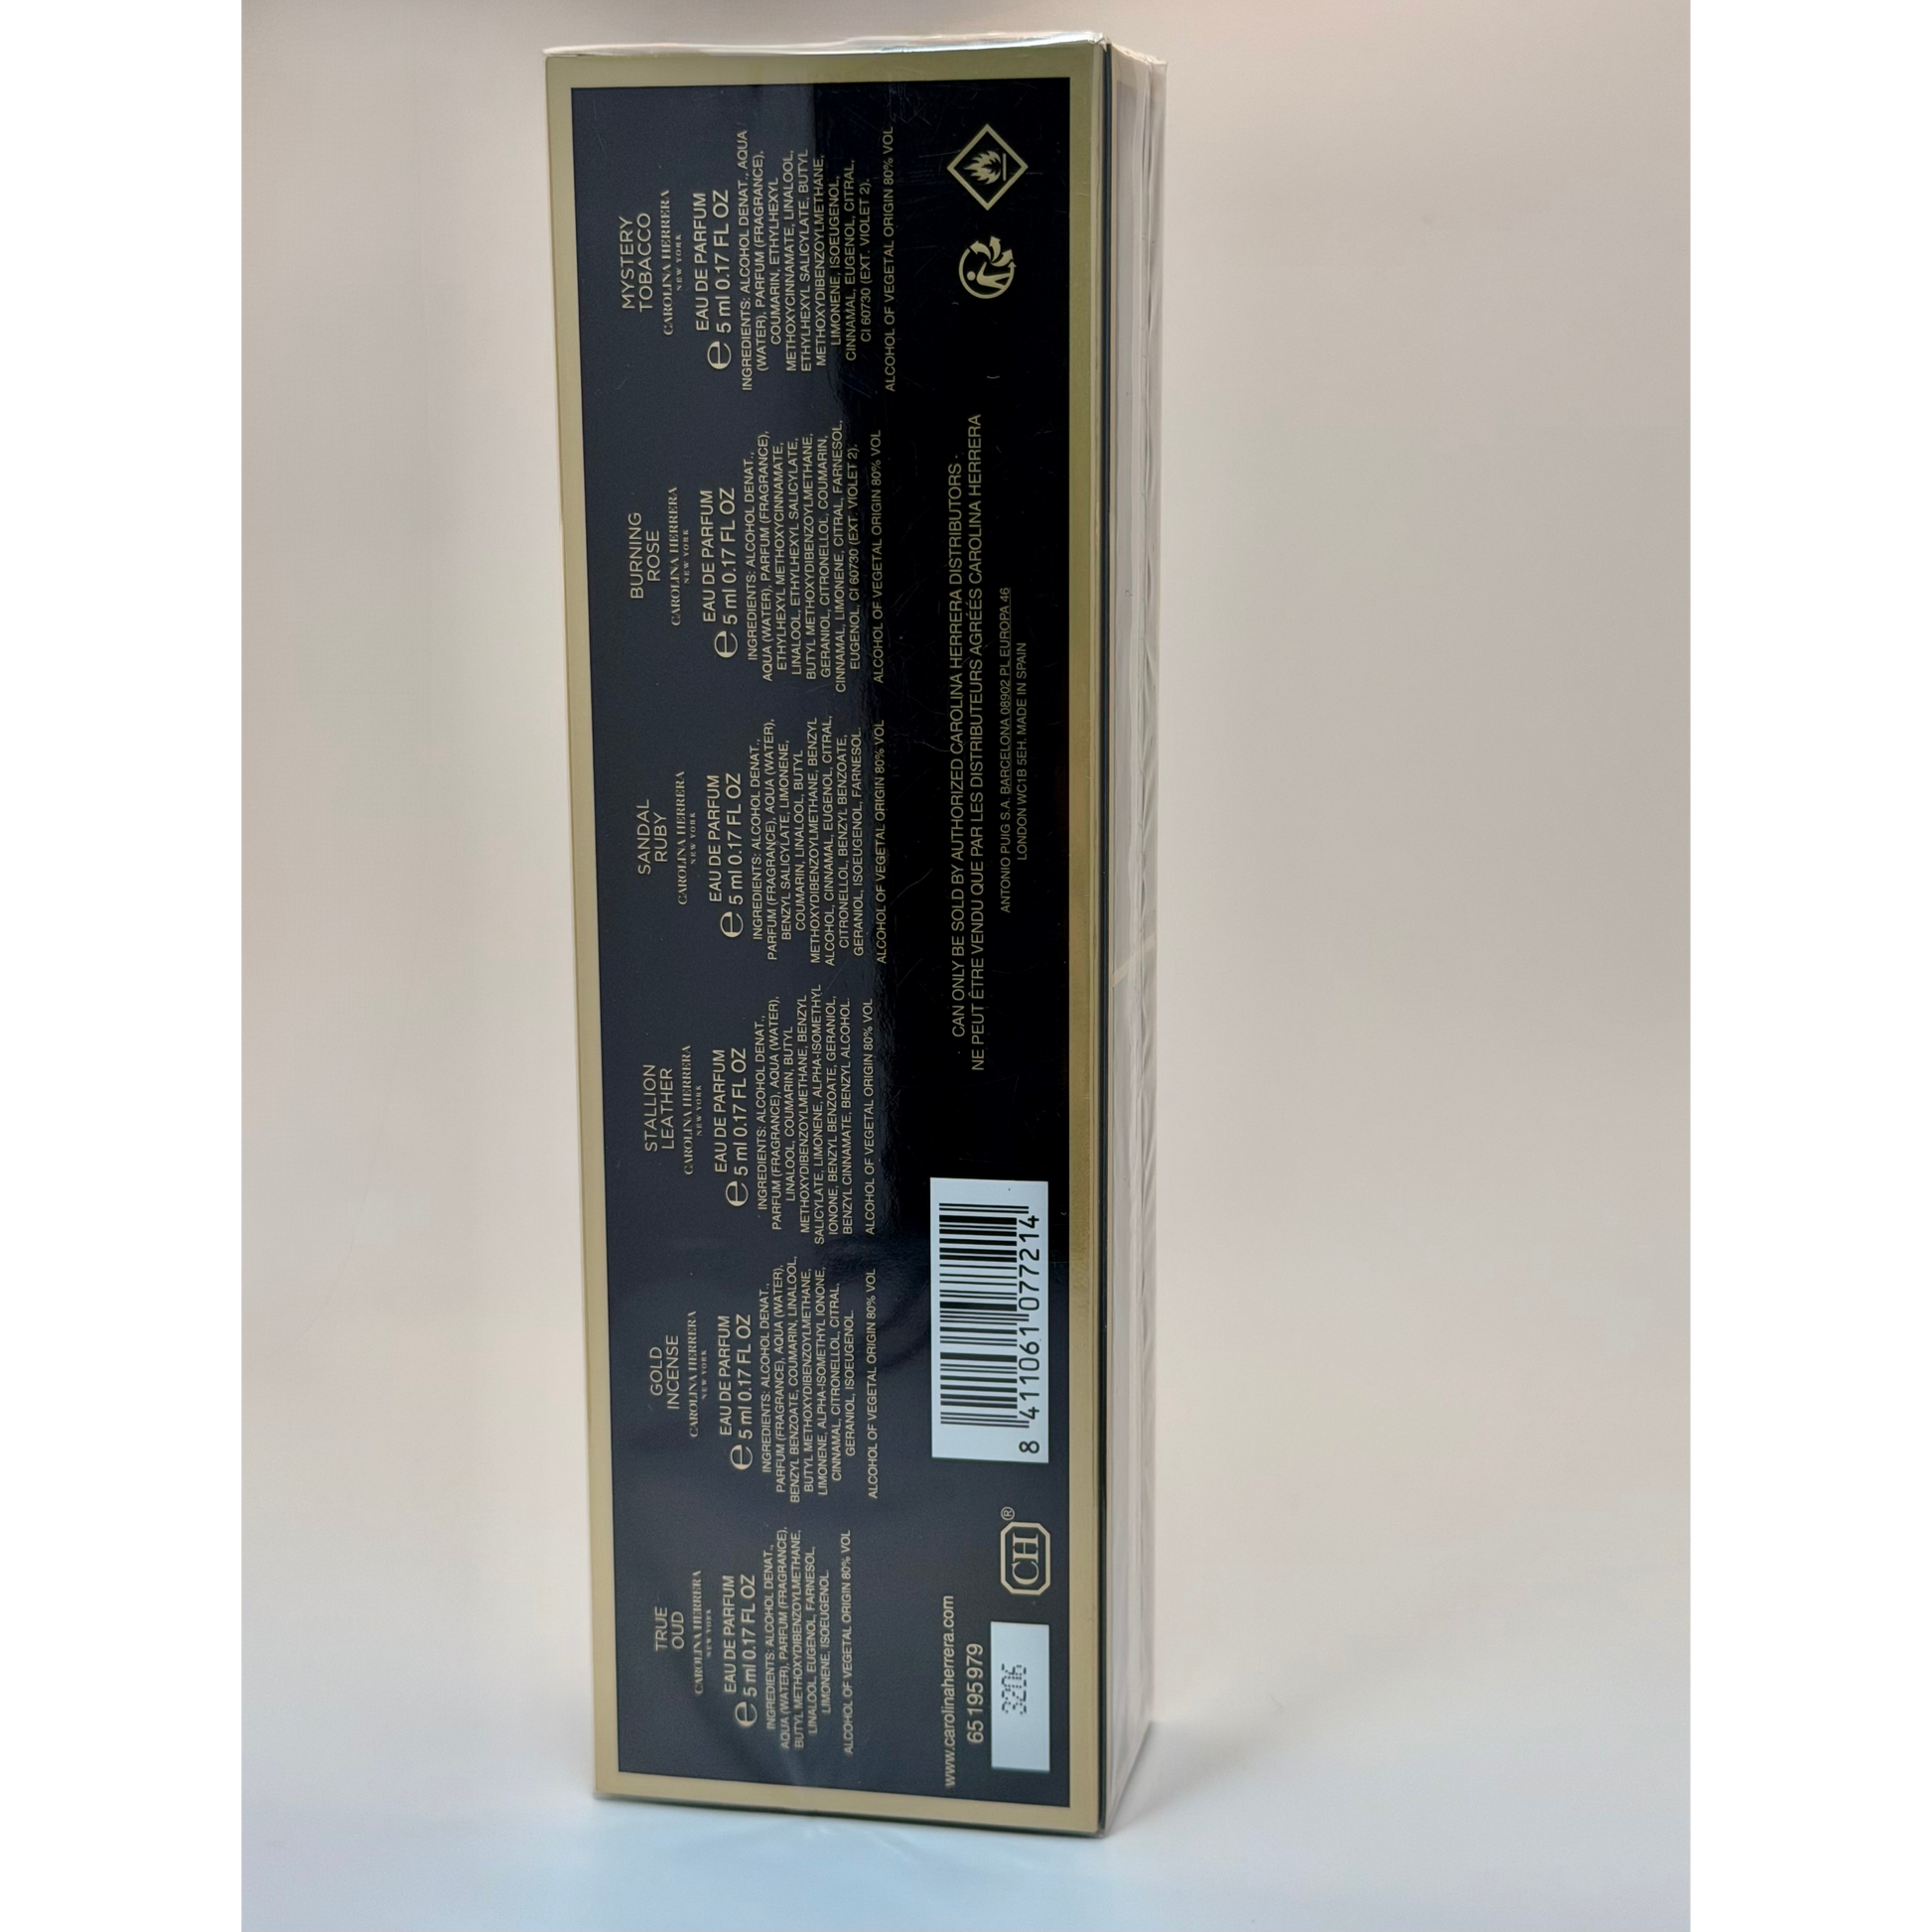 TRUE
OUD
CAROLINA HERRERA
NEW YORK
EAU DE PARFUM
e 5 ml 0.17 FL OZ
INGREDIENTS: ALCOHOL DENAT.,
AQUA (WATER), PARFUM (FRAGRANCE),
BUTYL METHOXYDIBENZOYLMETHANE,
LINALOOL, EUGENOL, FARNESOL,
LIMONENE, ISOEUGENOL.
ALCOHOL OF VEGETAL ORIGIN 80% VOL
GOLD
INCENSE
CAROLINA HERRERA
NEW YORK
EAU DE PARFUM
e 5 ml 0.17 FL OZ
INGREDIENTS: ALCOHOL DENAT.,
PARFUM (FRAGRANCE), AQUA (WATER),
BENZYL BENZOATE, COUMARIN, LINALOOL,
BUTYL METHOXYDIBENZOYLMETHANE,
LIMONENE, ALPHA-ISOMETHYL IONONE,
CINNAMAL, CITRONELLOL, CITRAL,
GERANIOL, ISOEUGENOL.
ALCOHOL OF VEGETAL ORIGIN 80% VOL
STALLION
LEATHER
CAROLINA HERRERA
NEW YORK
EAU DE PARFUM
e 5 ml 0.17 FL OZ
INGREDIENTS: ALCOHOL DENAT.,
PARFUM (FRAGRANCE), AQUA (WATER),
LINALOOL, COUMARIN, BUTYL
METHOXYDIBENZOYLMETHANE, BENZYL
SALICYLATE, LIMONENE, ALPHA-ISOMETHYL
IONONE, BENZYL BENZOATE, GERANIOL,
BENZYL CINNAMATE, BENZYL ALCOHOL.
ALCOHOL OF VEGETAL ORIGIN 80% VOL
SANDAL
RUBY
CAROLINA HERRERA
NEW YORK
EAU DE PARFUM
e 5 ml 0.17 FL OZ
INGREDIENTS: ALCOHOL DENAT.,
PARFUM (FRAGRANCE), AQUA (WATER),
BENZYL SALICYLATE, LIMONENE,
COUMARIN, LINALOOL, BUTYL
METHOXYDIBENZOYLMETHANE, BENZYL
ALCOHOL, CINNAMAL, EUGENOL, CITRAL,
CITRONELLOL, BENZYL BENZOATE,
GERANIOL, ISOEUGENOL, FARNESOL.
ALCOHOL OF VEGETAL ORIGIN 80% VOL
BURNING
ROSE
CAROLINA HERRERA
NEW YORK
EAU DE PARFUM
e 5 ml 0.17 FL OZ
INGREDIENTS: ALCOHOL DENAT.,
AQUA (WATER), PARFUM (FRAGRANCE),
ETHYLHEXYL METHOXYCINNAMATE,
LINALOOL, ETHYLHEXYL SALICYLATE,
BUTYL METHOXYDIBENZOYLMETHANE,
GERANIOL, CITRONELLOL, COUMARIN,
CINNAMAL, LIMONENE, CITRAL, FARNESOL,
EUGENOL, CI 60730 (EXT. VIOLET 2).
ALCOHOL OF VEGETAL ORIGIN 80% VOL
MYSTERY
TOBACCO
CAROLINA HERRERA
NEW YORK
EAU DE PARFUM
e 5 ml 0.17 FL OZ
INGREDIENTS: ALCOHOL DENAT., AQUA
(WATER), PARFUM (FRAGRANCE),
COUMARIN, ETHYLHEXYL
METHOXYCINNAMATE, LINALOOL,
ETHYLHEXYL SALICYLATE, BUTYL
METHOXYDIBENZOYLMETHANE,
LIMONENE, ISOEUGENOL,
CINNAMAL, EUGENOL, CITRAL,
CI 60730 (EXT. VIOLET 2).
ALCOHOL OF VEGETAL ORIGIN 80% VOL
www.carolinaherrera.com
65195979
3206
CH®
8 411061 077214
CAN ONLY BE SOLD BY AUTHORIZED CAROLINA HERRERA DISTRIBUTORS ·
NE PEUT ÊTRE VENDU QUE PAR LES DISTRIBUTEURS AGRÉÉS CAROLINA HERRERA
ANTONIO PUIG S.A. BARCELONA 08902 PL EUROPA 46
LONDON WC1B 5EH. MADE IN SPAIN